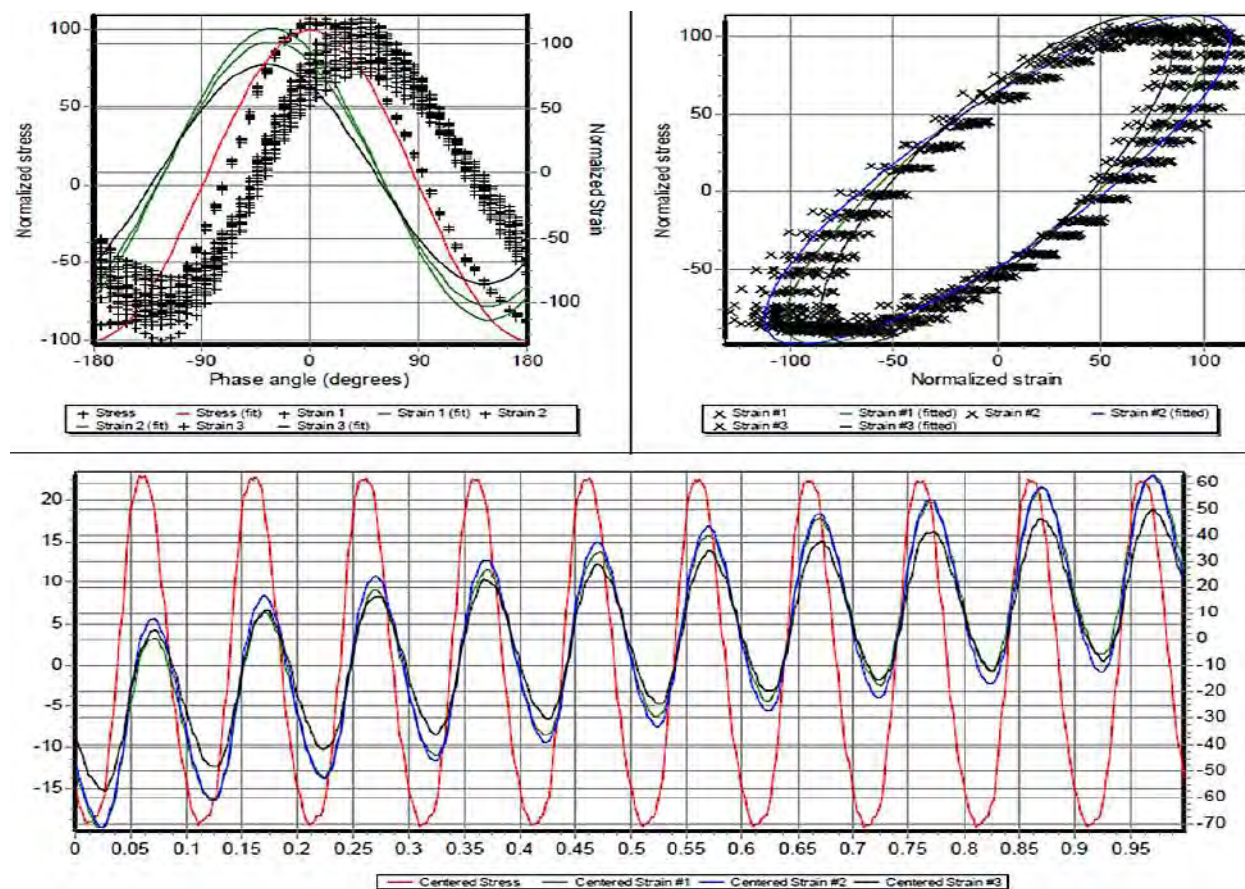 100
50
0
-50
-100
100
50
0
-50
-100
Normalized stress
Normalized Strain
-180 -90 0 90 180
Phase angle (degrees)
Stress Stress (fit) Strain 1 Strain 1 (fit) Strain 2
Strain 2 (fit) Strain 3 Strain 3 (fit)
100
50
0
-50
Normalized stress
-100 -50 0 50 100
Normalized strain
Strain #1 Strain #1 (fitted) Strain #2 Strain #2 (fitted)
Strain #3 Strain #3 (fitted)
20
15
10
5
0
-5
-10
-15
60
50
40
30
20
10
0
-10
-20
-30
-40
-50
-60
-70
0 0.05 0.1 0.15 0.2 0.25 0.3 0.35 0.4 0.45 0.5 0.55 0.6 0.65 0.7 0.75 0.8 0.85 0.9 0.95
Centered Stress Centered Strain #1 Centered Strain #2 Centered Strain #3